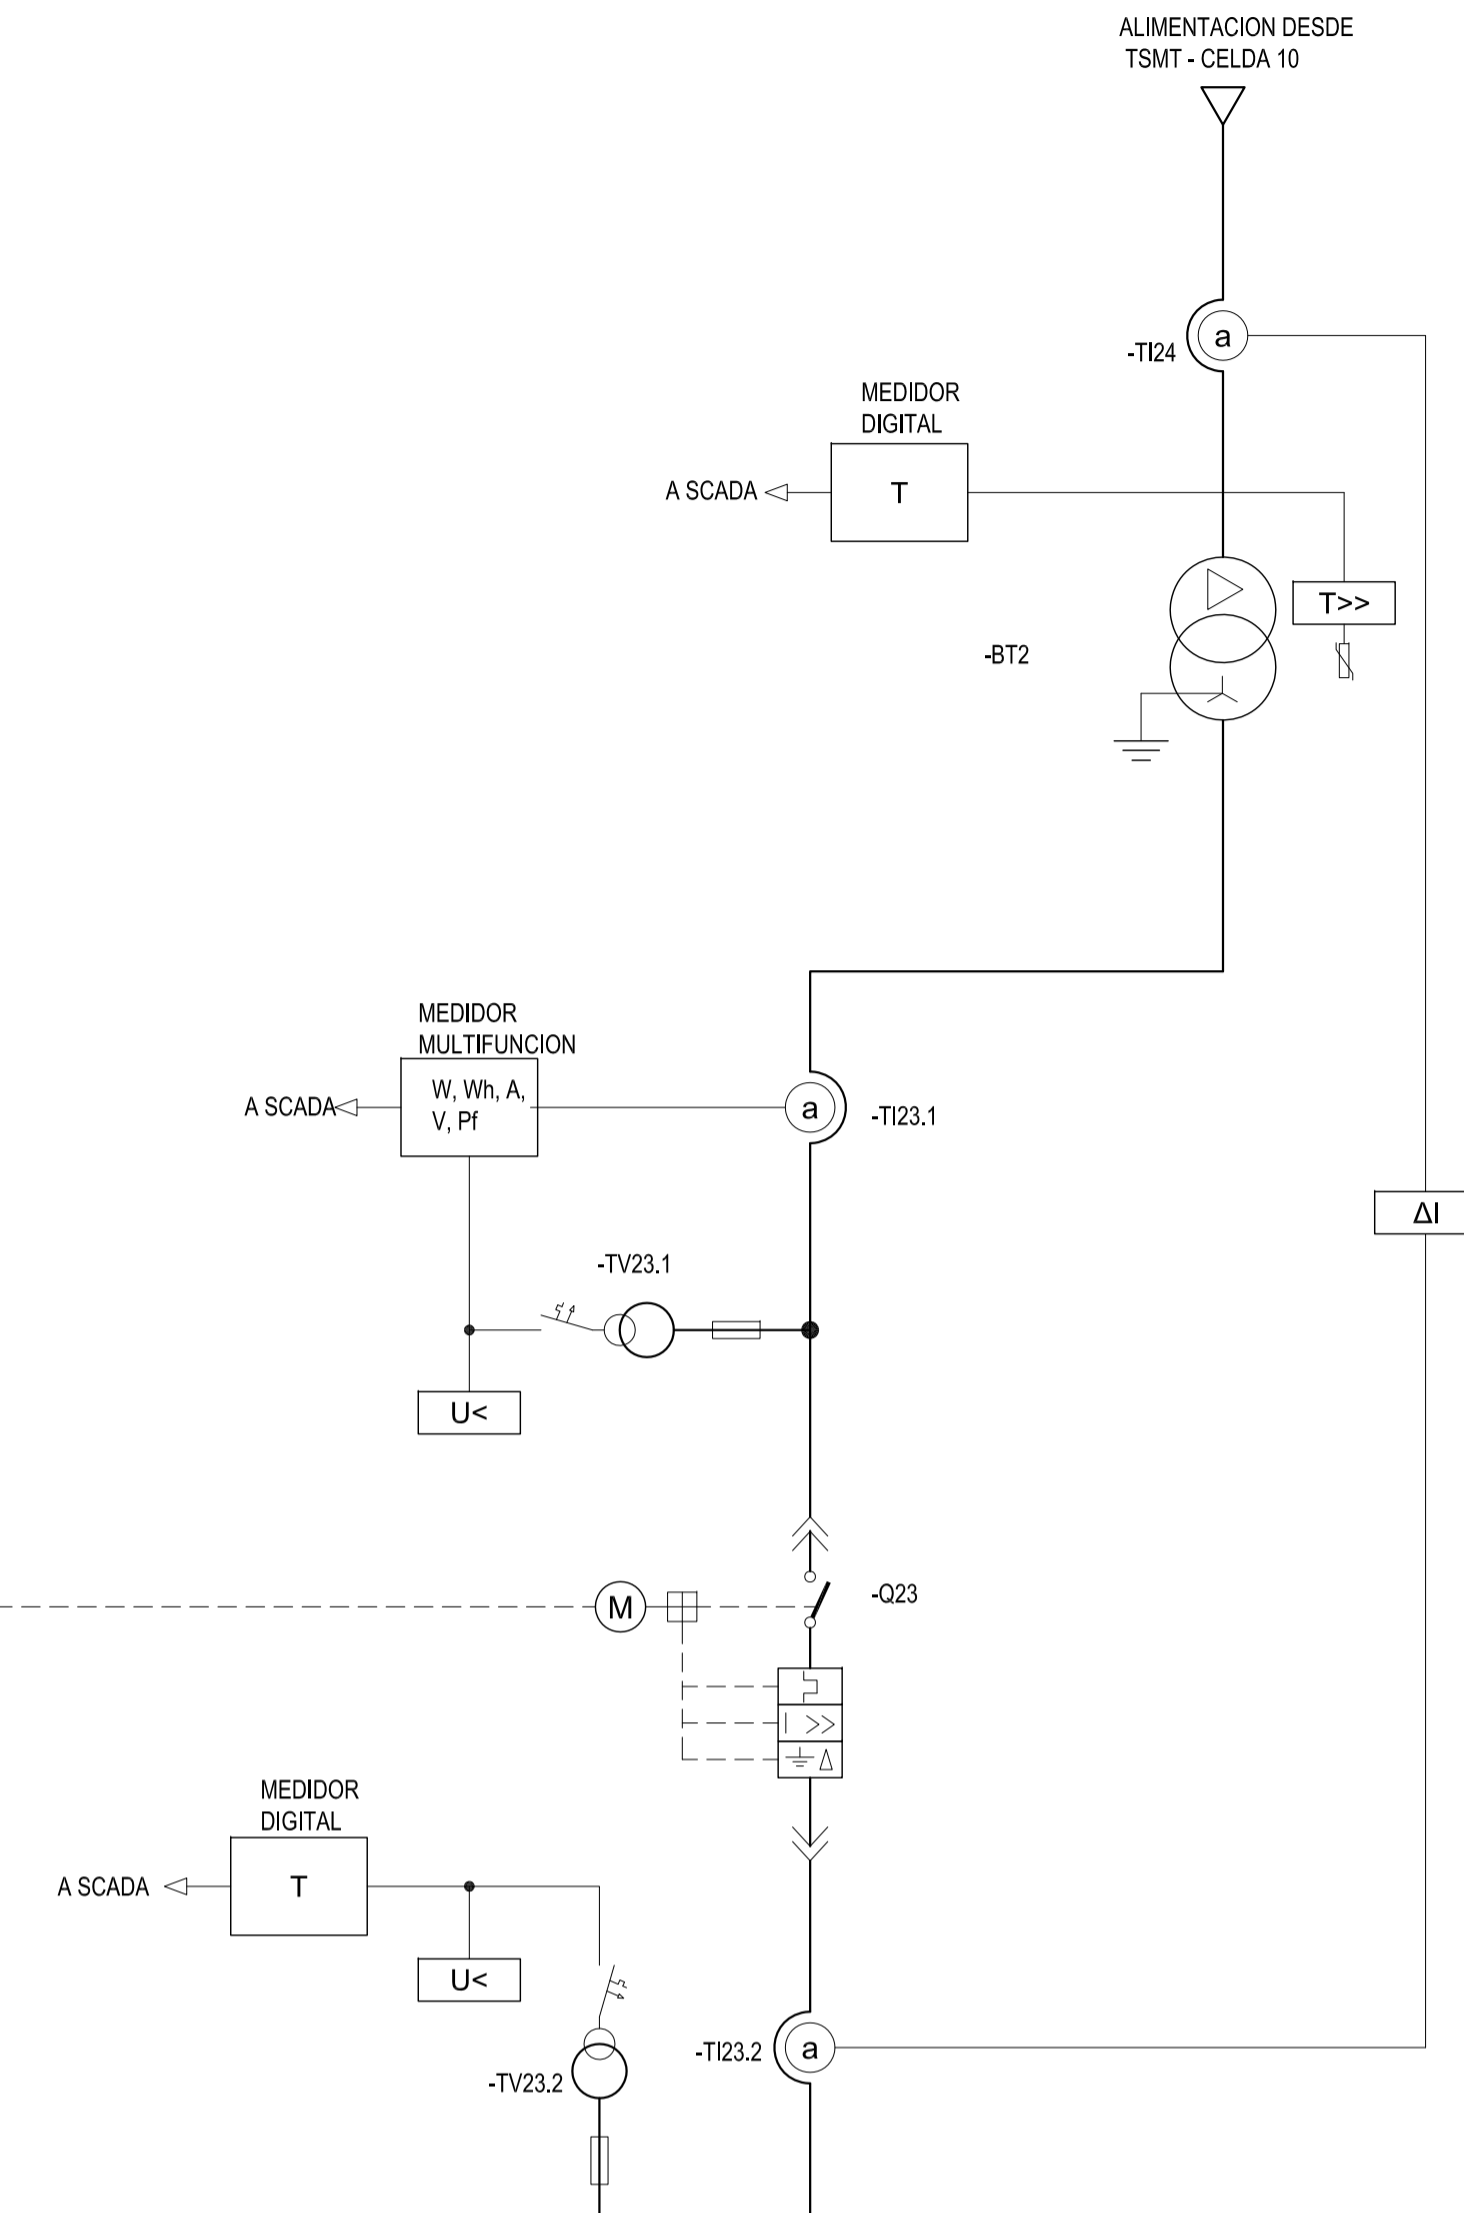 ALIMENTACION DESDE
TSMT - CELDA 10
a
-TI24
MEDIDOR
DIGITAL
A SCADA
T
T>>
-BT2
MEDIDOR
MULTIFUNCION
W, Wh, A,
V, Pf
A SCADA
a
-TI23.1
ΔI
-TV23.1
U<
-Q23
M
I >>
Δ
MEDIDOR
DIGITAL
A SCADA
T
U<
-TI23.2
a
-TV23.2